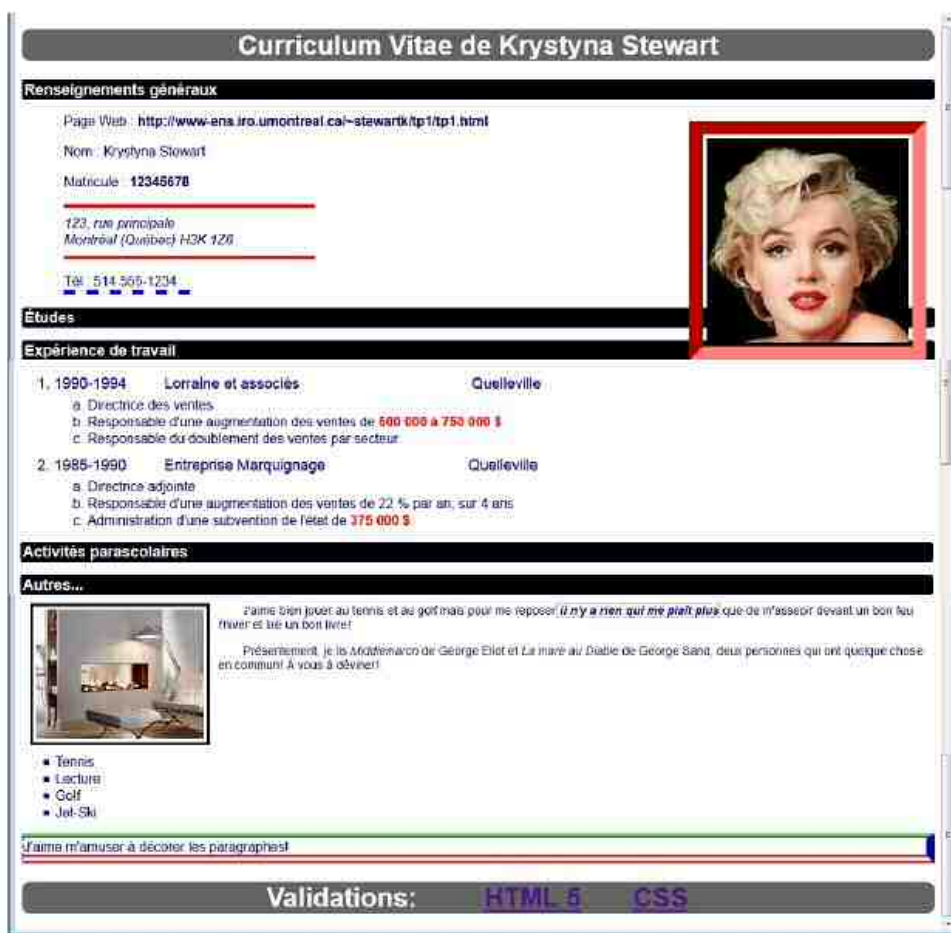 Curriculum Vitae de Krystyna Stewart
Renseignements généraux
Page Web : http://www-ens.iro.umontreal.ca/~stewartk/tp1/tp1.html
Nom : Krystyna Stewart
Matricule : 12345678
123, rue principale
Montréal (Québec) H3K 1Z6
Tél : 514 555-1234
Études
Expérience de travail
1. 1990-1994 Lorraine et associés Quelleville
a. Directrice des ventes
b. Responsable d'une augmentation des ventes de 600 000 à 750 000 $
c. Responsable du doublement des ventes par secteur
2. 1985-1990 Entreprise Marquignage Quelleville
a. Directrice adjointe
b. Responsable d'une augmentation des ventes de 22 % par an, sur 4 ans
c. Administration d'une subvention de l'état de 375 000 $
Activités parascolaires
Autres...
J'aime bien jouer au tennis et au golf mais pour me reposer il n'y a rien qui me plaît plus que de m'asseoir devant un bon feu
l'hiver et lire un bon livre!
Présentement, je lis Middlemarch de George Eliot et La mare au Diable de George Sand, deux personnes qui ont quelque chose
en commun! À vous à deviner!
Tennis
Lecture
Golf
Jet-Ski
J'aime m'amuser à décorer les paragraphes!
Validations: HTML 5 CSS